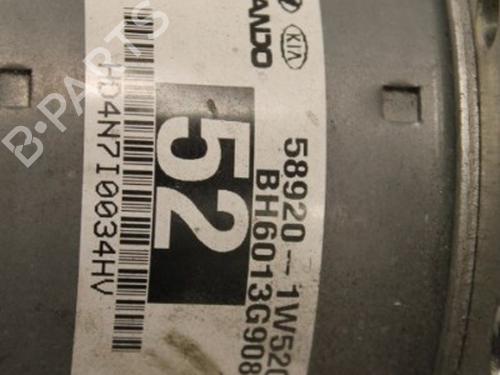 KIA
ANDO
58920--1W520
BH6013G908
52
HD4N7I0034HV
B-PARTS